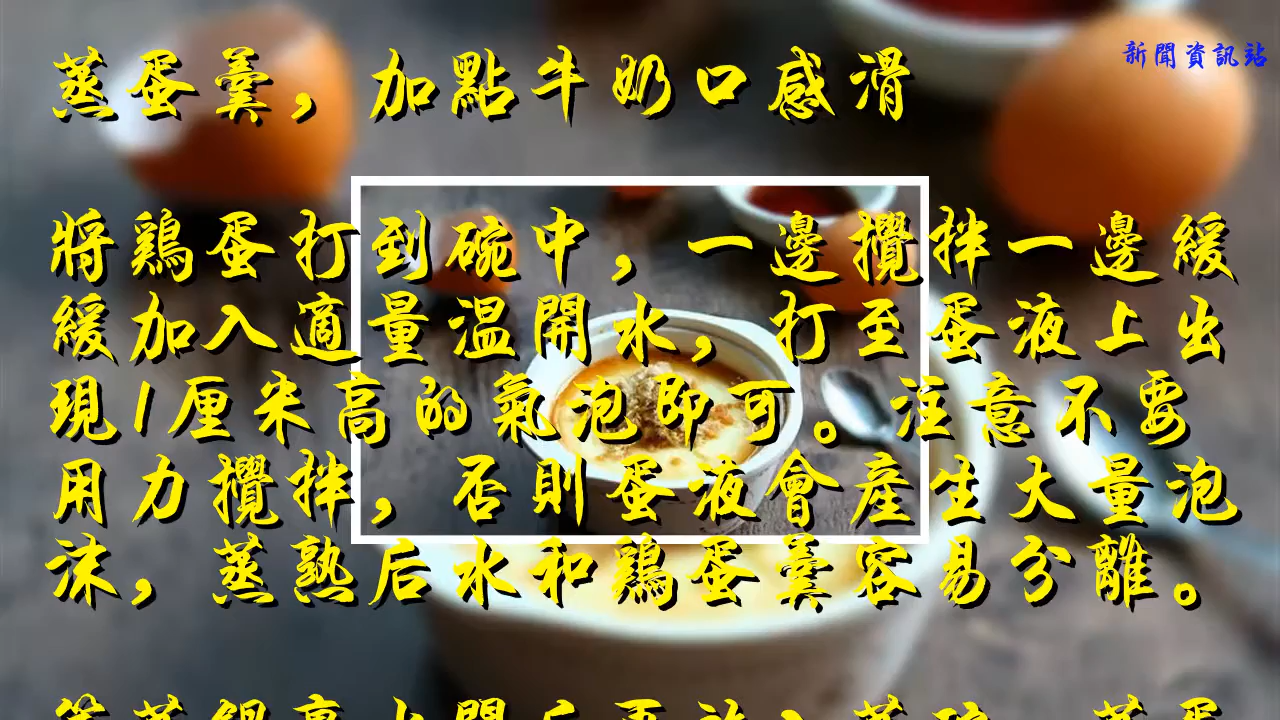 新聞資訊站
蒸蛋羹，加點牛奶口感滑
將鷄蛋打到碗中，一邊攪拌一邊緩
緩加入適量溫開水，打至蛋液上出
現1厘米高的氣泡即可。注意不要
用力攪拌，否則蛋液會產生大量泡
沫，蒸熟后水和鷄蛋羹容易分離。